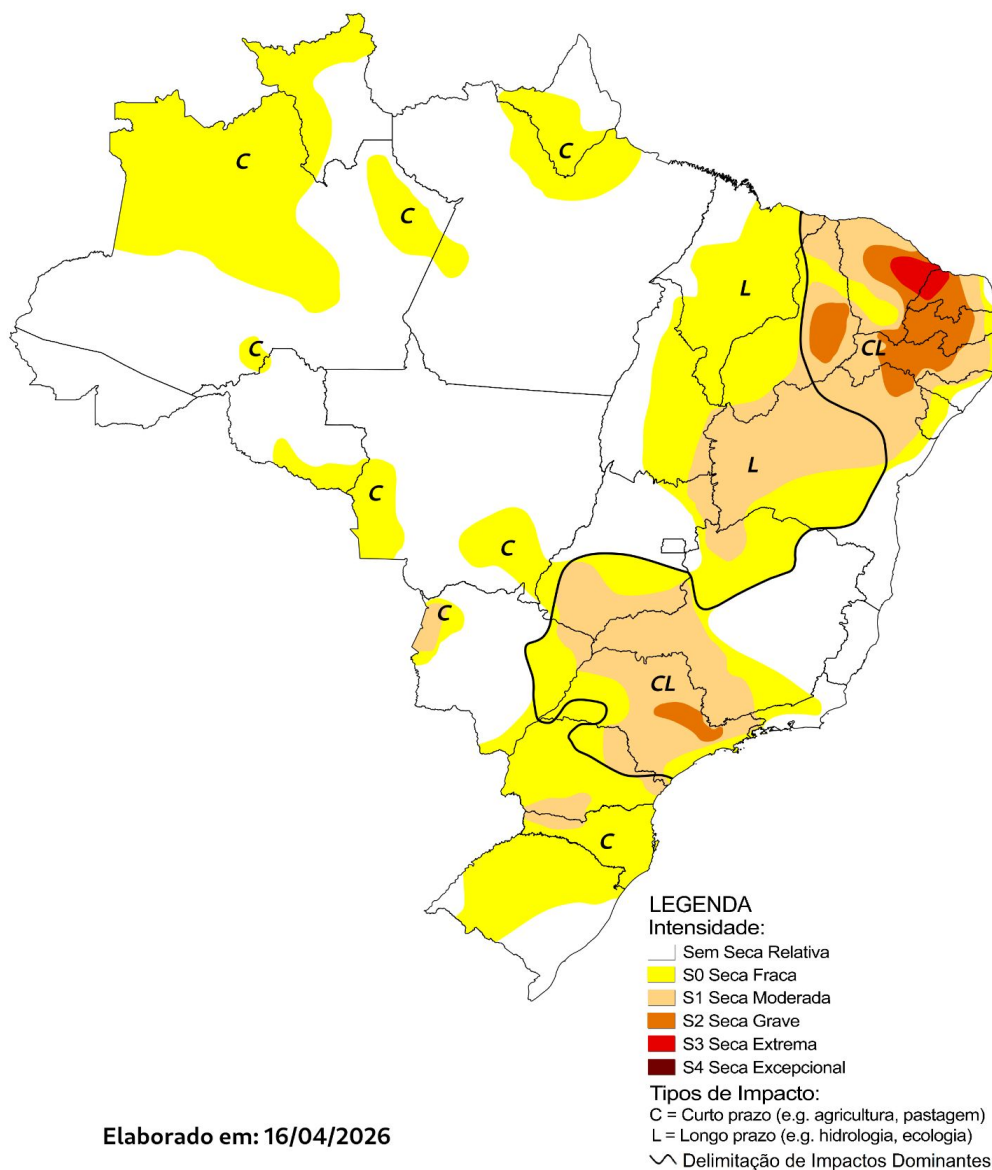 C
C
C
L
C
CL
C
L
C
C
CL
C
LEGENDA
Intensidade:
Sem Seca Relativa
S0 Seca Fraca
S1 Seca Moderada
S2 Seca Grave
S3 Seca Extrema
S4 Seca Excepcional
Tipos de Impacto:
C = Curto prazo (e.g. agricultura, pastagem)
L = Longo prazo (e.g. hidrologia, ecologia)
Delimitação de Impactos Dominantes
Elaborado em: 16/04/2026